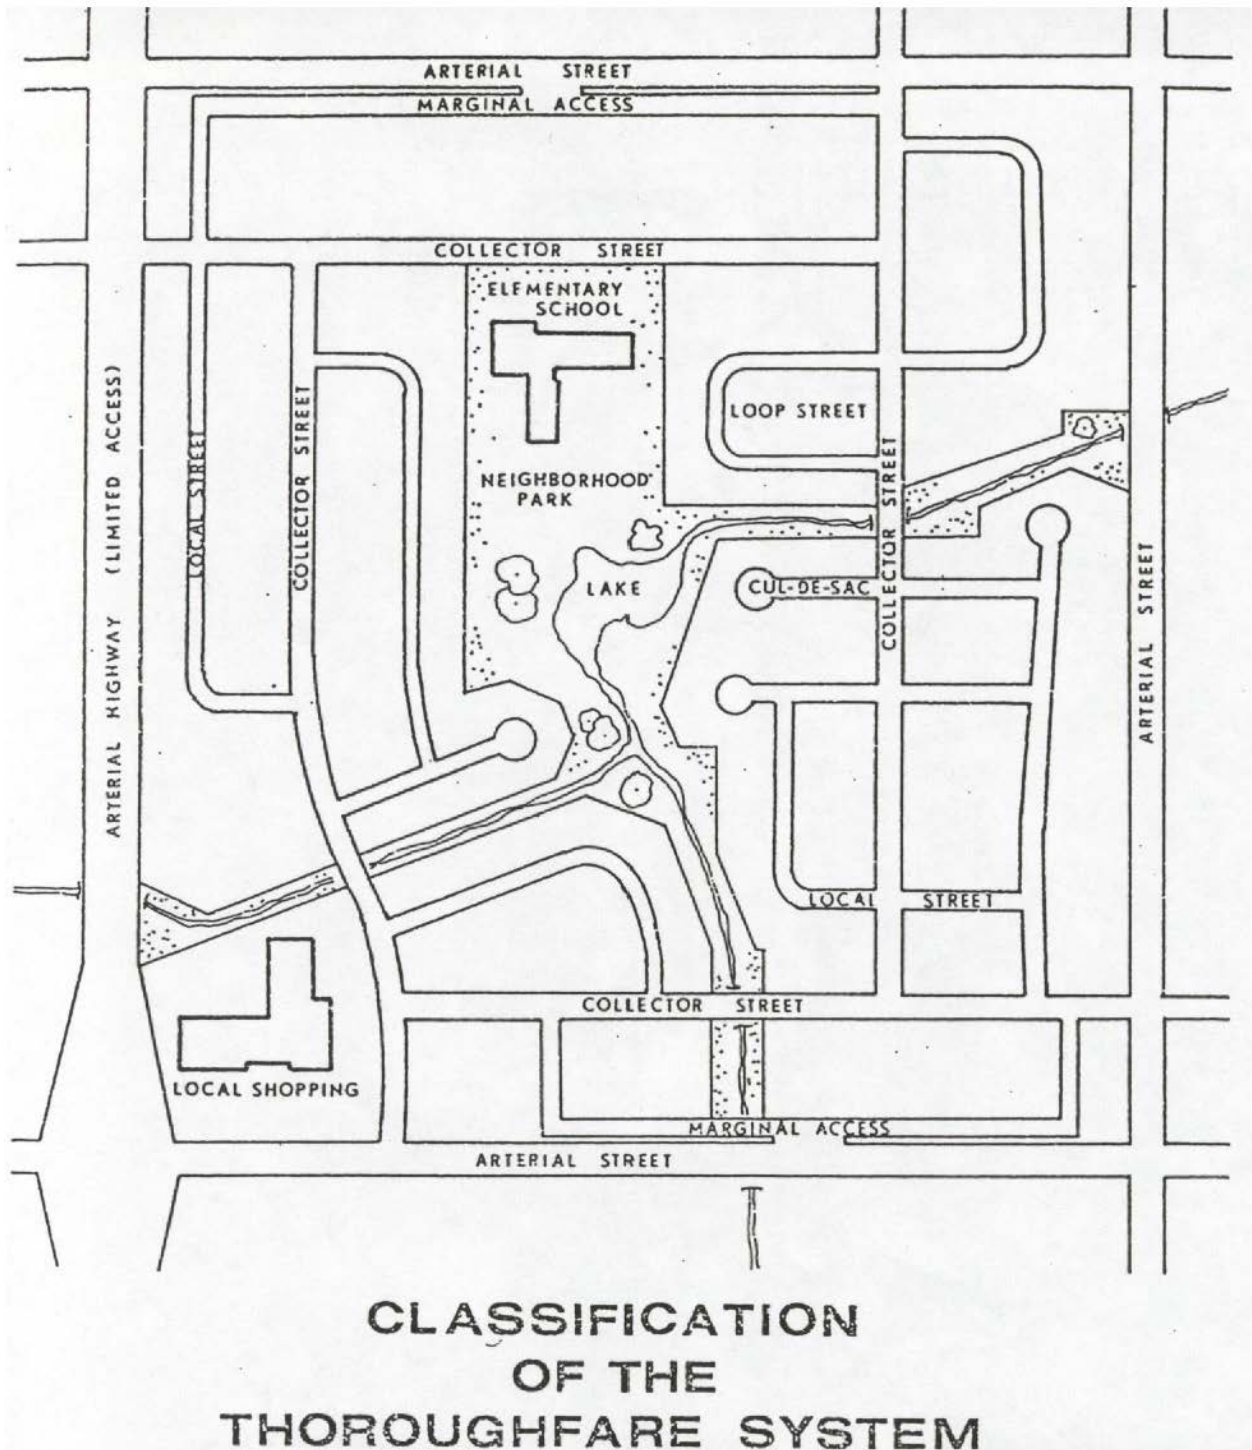 ARTERIAL STREET
MARGINAL ACCESS
COLLECTOR STREET
ELEMENTARY
SCHOOL
ARTERIAL HIGHWAY (LIMITED ACCESS)
LOCAL STREET
COLLECTOR STREET
LOOP STREET
NEIGHBORHOOD
PARK
COLLECTOR STREET
LAKE
CUL-DE-SAC
ARTERIAL STREET
LOCAL STREET
COLLECTOR STREET
LOCAL SHOPPING
MARGINAL ACCESS
ARTERIAL STREET
CLASSIFICATION
OF THE
THOROUGHFARE SYSTEM